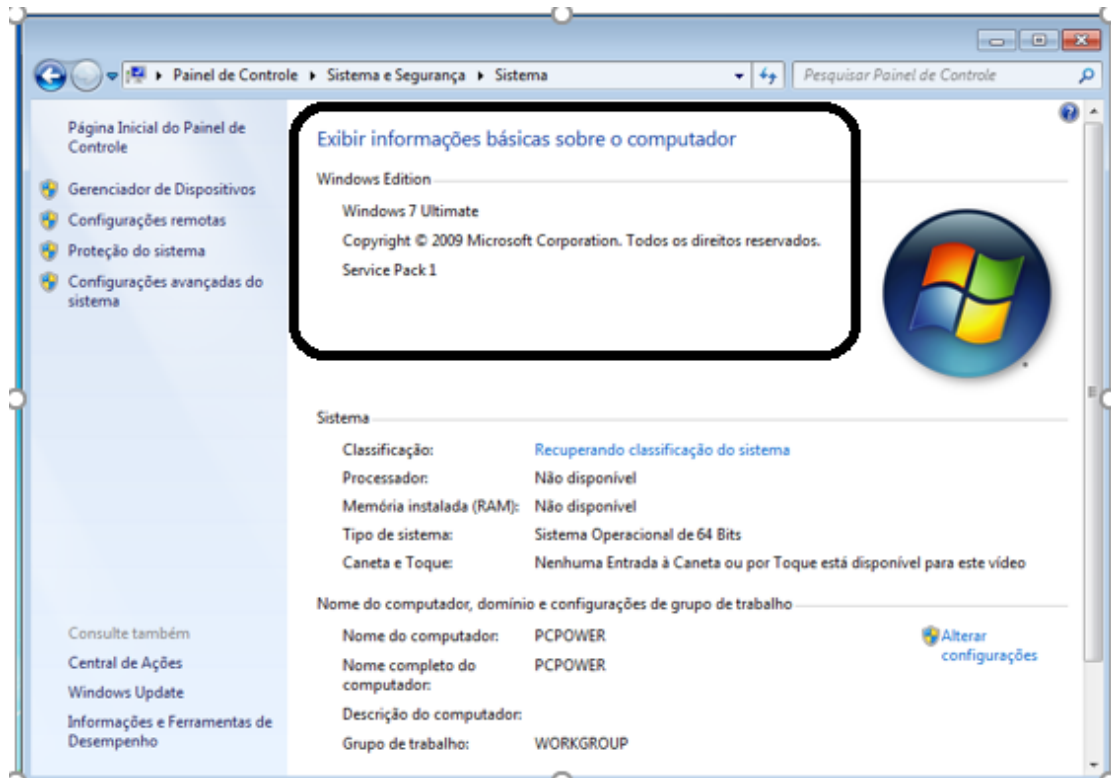 Painel de Controle ▸ Sistema e Segurança ▸ Sistema
Pesquisar Painel de Controle
Página Inicial do Painel de
Controle
Gerenciador de Dispositivos
Configurações remotas
Proteção do sistema
Configurações avançadas do
sistema
Consulte também
Central de Ações
Windows Update
Informações e Ferramentas de
Desempenho
Exibir informações básicas sobre o computador
Windows Edition
Windows 7 Ultimate
Copyright © 2009 Microsoft Corporation. Todos os direitos reservados.
Service Pack 1
Sistema
Classificação: Recuperando classificação do sistema
Processador: Não disponível
Memória instalada (RAM): Não disponível
Tipo de sistema: Sistema Operacional de 64 Bits
Caneta e Toque: Nenhuma Entrada à Caneta ou por Toque está disponível para este vídeo
Nome do computador, domínio e configurações de grupo de trabalho
Nome do computador: PCPOWER
Alterar
configurações
Nome completo do
computador: PCPOWER
Descrição do computador:
Grupo de trabalho: WORKGROUP